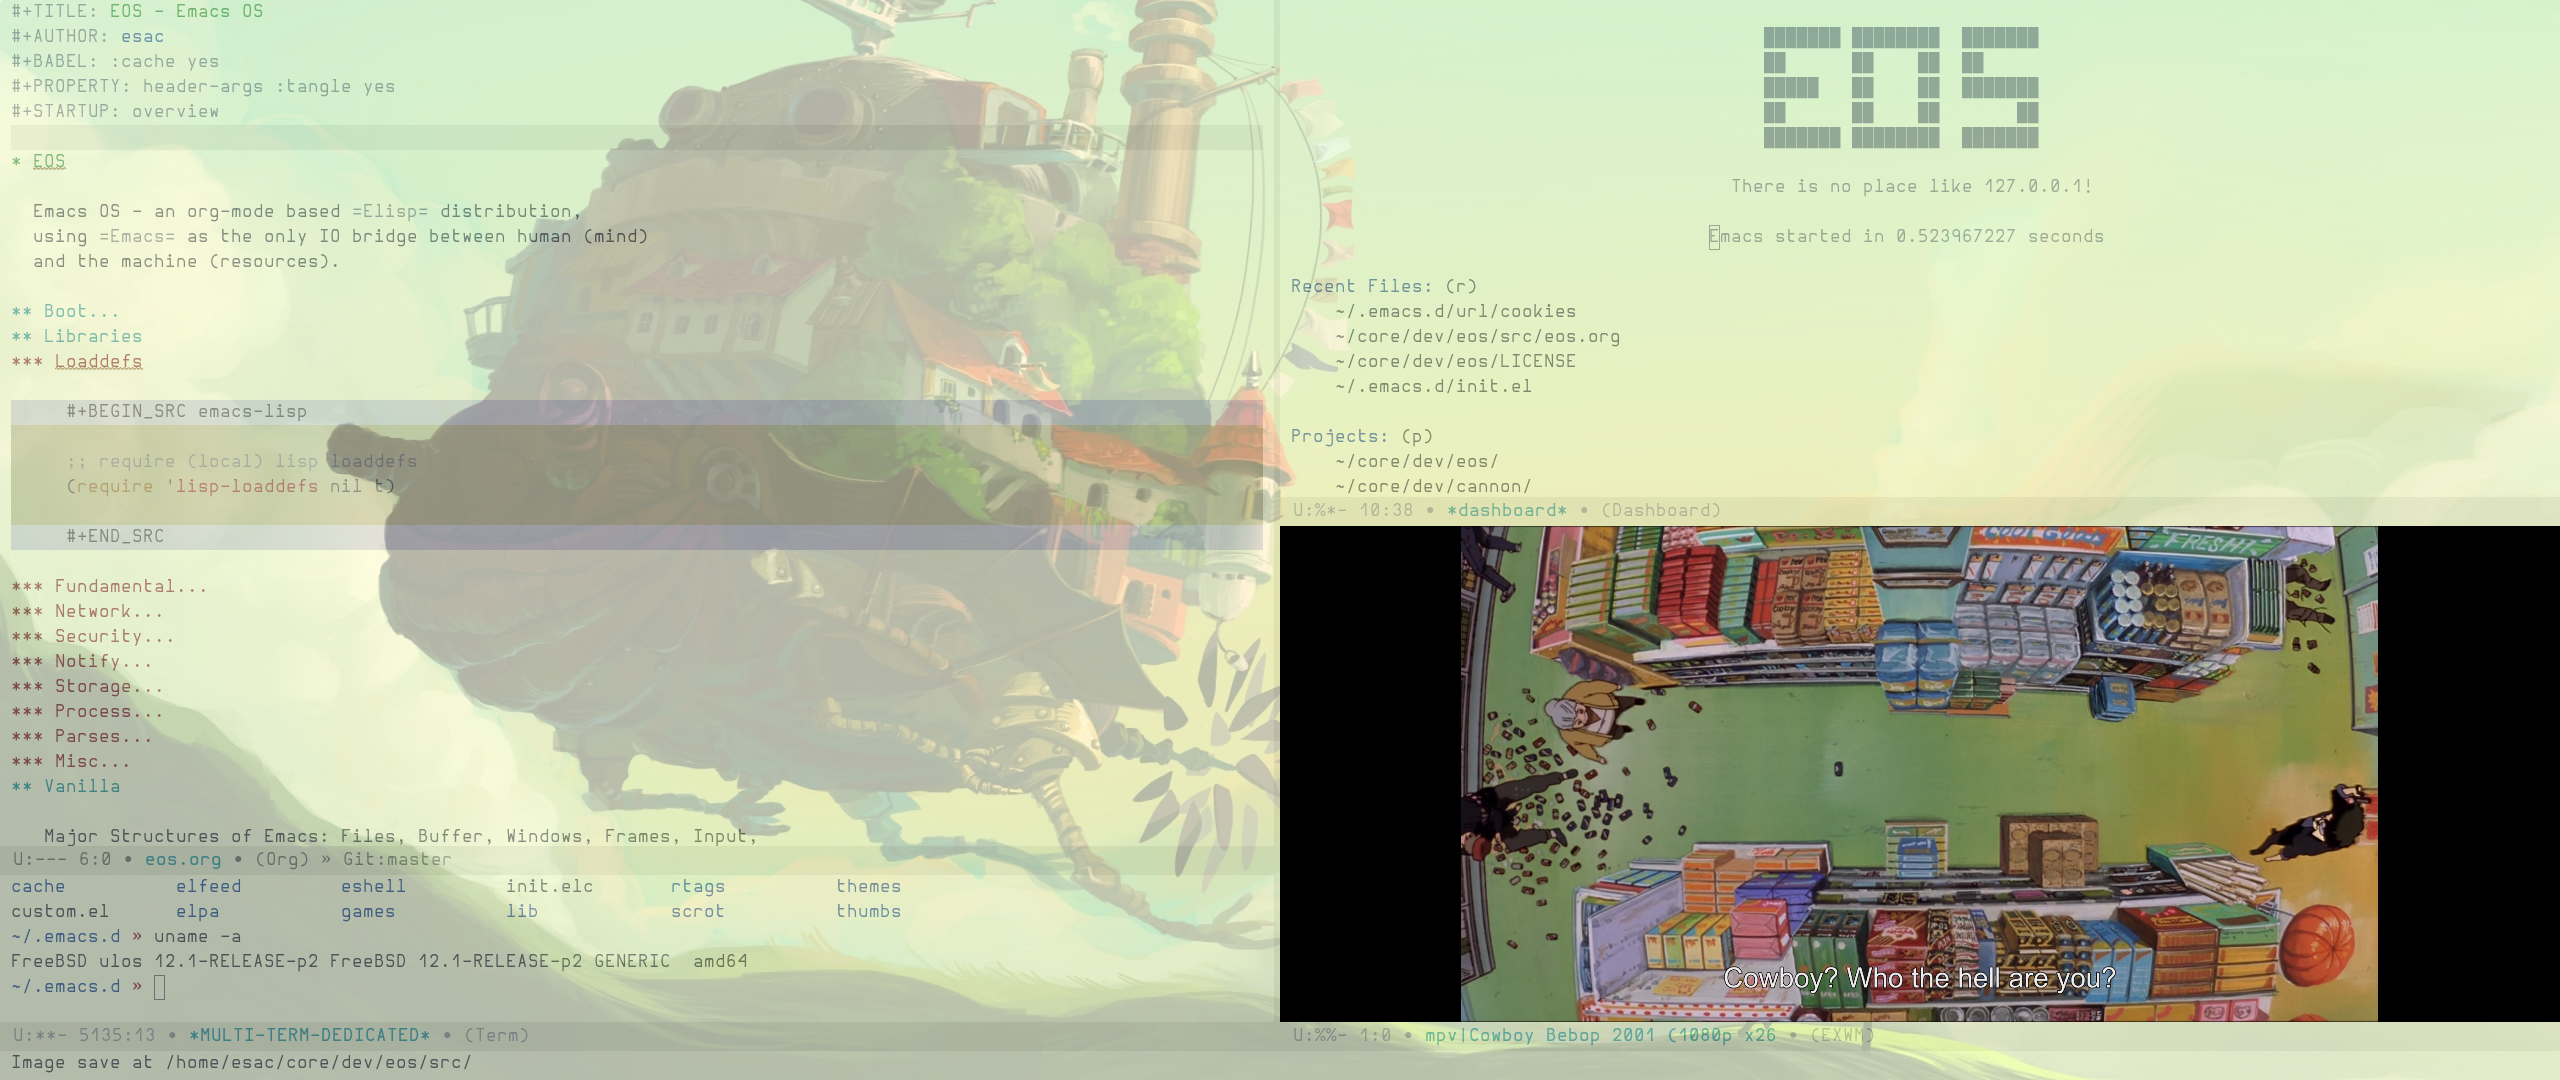 #+TITLE: EOS - Emacs OS
#+AUTHOR: esac
#+BABEL: :cache yes
#+PROPERTY: header-args :tangle yes
#+STARTUP: overview
* EOS
Emacs OS - an org-mode based =Elisp= distribution,
using =Emacs= as the only IO bridge between human (mind)
and the machine (resources).
** Boot...
** Libraries
*** Loaddefs
#+BEGIN_SRC emacs-lisp
;; require (local) lisp loaddefs
(require 'lisp-loaddefs nil t)
#+END_SRC
*** Fundamental...
*** Network...
*** Security...
*** Notify...
*** Storage...
*** Process...
*** Parses...
*** Misc...
** Vanilla
Major Structures of Emacs: Files, Buffer, Windows, Frames, Input,
U:--- 6:0 • eos.org • (Org) » Git:master
cache elfeed eshell init.elc rtags themes
custom.el elpa games lib scrot thumbs
~/.emacs.d » uname -a
FreeBSD ulos 12.1-RELEASE-p2 FreeBSD 12.1-RELEASE-p2 GENERIC  amd64
~/.emacs.d »
U:**- 5135:13 • *MULTI-TERM-DEDICATED* • (Term)
Image save at /home/esac/core/dev/eos/src/
EOS
There is no place like 127.0.0.1!
Emacs started in 0.523967227 seconds
Recent Files: (r)
~/.emacs.d/url/cookies
~/core/dev/eos/src/eos.org
~/core/dev/eos/LICENSE
~/.emacs.d/init.el
Projects: (p)
~/core/dev/eos/
~/core/dev/cannon/
U:%*- 10:38 • *dashboard* • (Dashboard)
FRESH
Cowboy? Who the hell are you?
U:%%- 1:0 • mpv|Cowboy Bebop 2001 (1080p x26 • (EXWM)